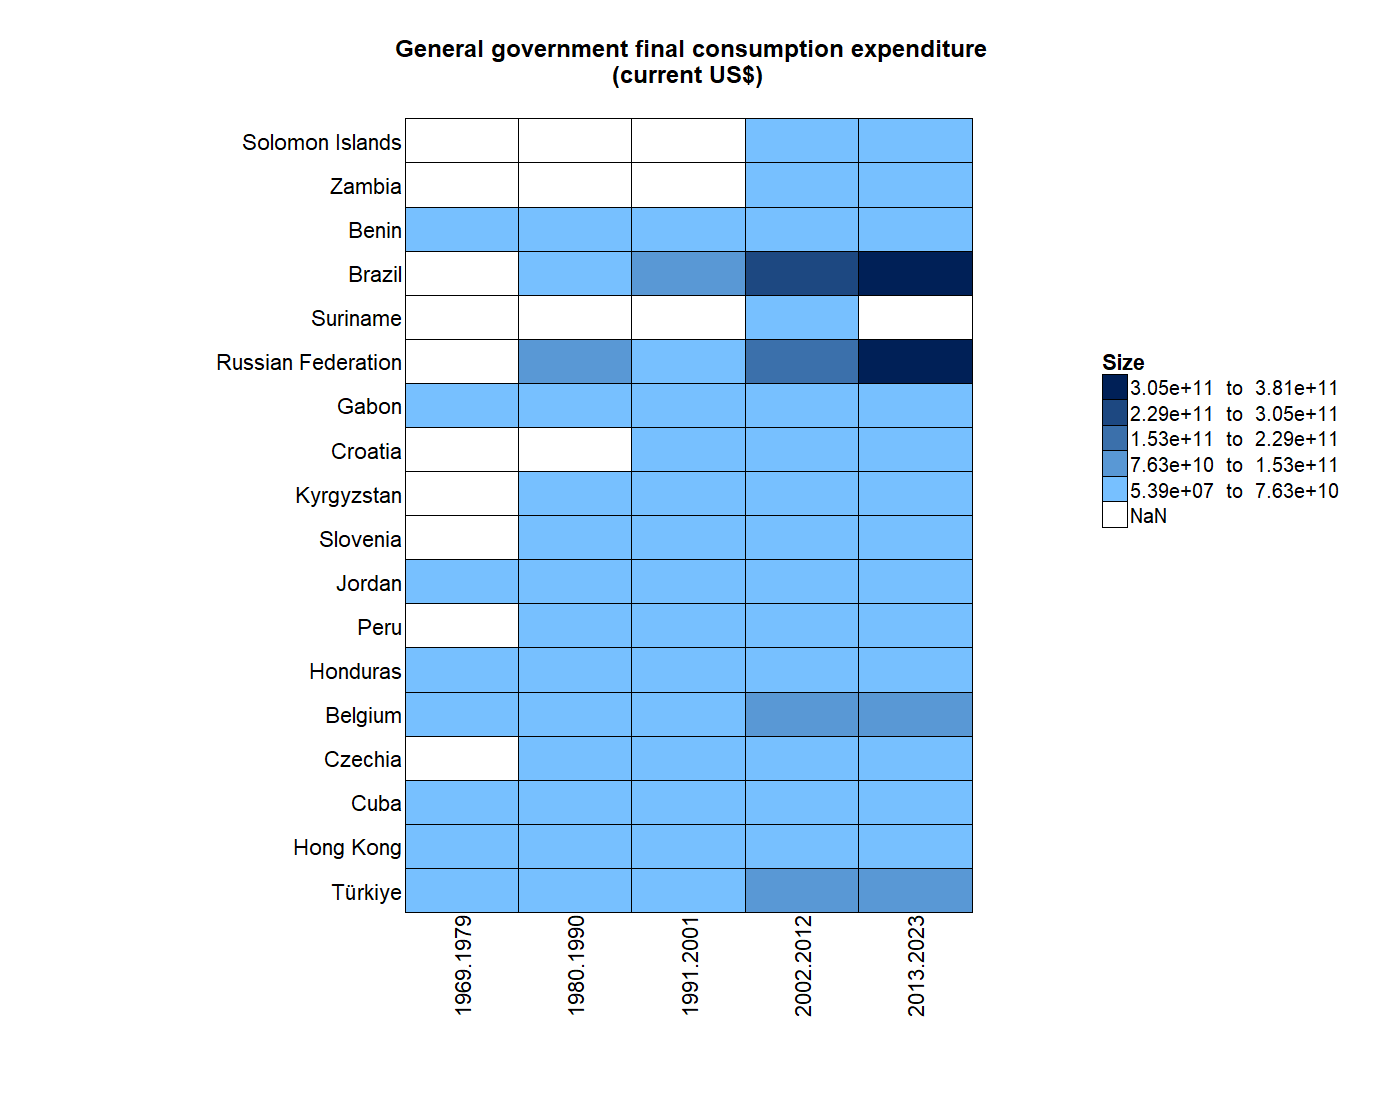 General government final consumption expenditure
(current US$)
Solomon Islands
Zambia
Benin
Brazil
Suriname
Russian Federation
Gabon
Croatia
Kyrgyzstan
Slovenia
Jordan
Peru
Honduras
Belgium
Czechia
Cuba
Hong Kong
Türkiye
1969.1979
1980.1990
1991.2001
2002.2012
2013.2023
Size
3.05e+11 to 3.81e+11
2.29e+11 to 3.05e+11
1.53e+11 to 2.29e+11
7.63e+10 to 1.53e+11
5.39e+07 to 7.63e+10
NaN